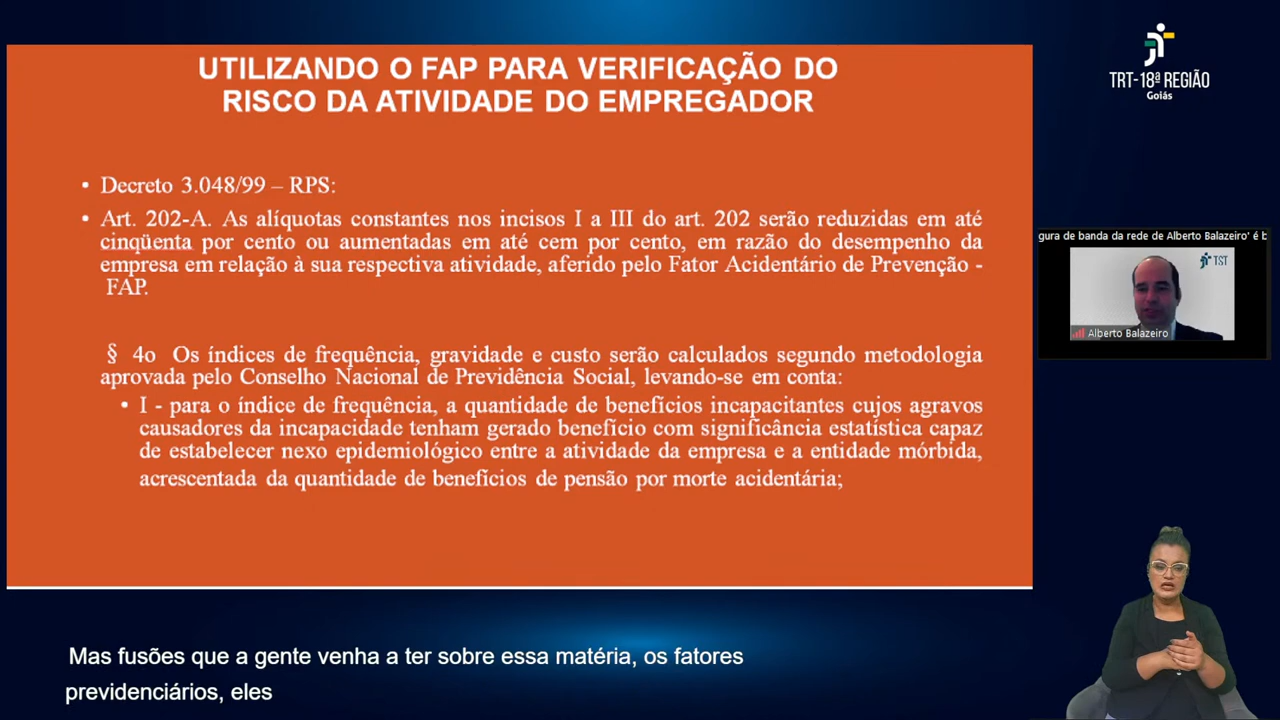 UTILIZANDO O FAP PARA VERIFICAÇÃO DO
RISCO DA ATIVIDADE DO EMPREGADOR
• Decreto 3.048/99 – RPS:
• Art. 202-A. As alíquotas constantes nos incisos I a III do art. 202 serão reduzidas em até
cinqüenta por cento ou aumentadas em até cem por cento, em razão do desempenho da
empresa em relação à sua respectiva atividade, aferido pelo Fator Acidentário de Prevenção -
FAP.
§ 4o Os índices de frequência, gravidade e custo serão calculados segundo metodologia
aprovada pelo Conselho Nacional de Previdência Social, levando-se em conta:
• I - para o índice de frequência, a quantidade de benefícios incapacitantes cujos agravos
causadores da incapacidade tenham gerado benefício com significância estatística capaz
de estabelecer nexo epidemiológico entre a atividade da empresa e a entidade mórbida,
acrescentada da quantidade de benefícios de pensão por morte acidentária;
TRT-18ª REGIÃO
Goiás
gura de banda da rede de Alberto Balazeiro' é b
TST
Alberto Balazeiro
Mas fusões que a gente venha a ter sobre essa matéria, os fatores
previdenciários, eles